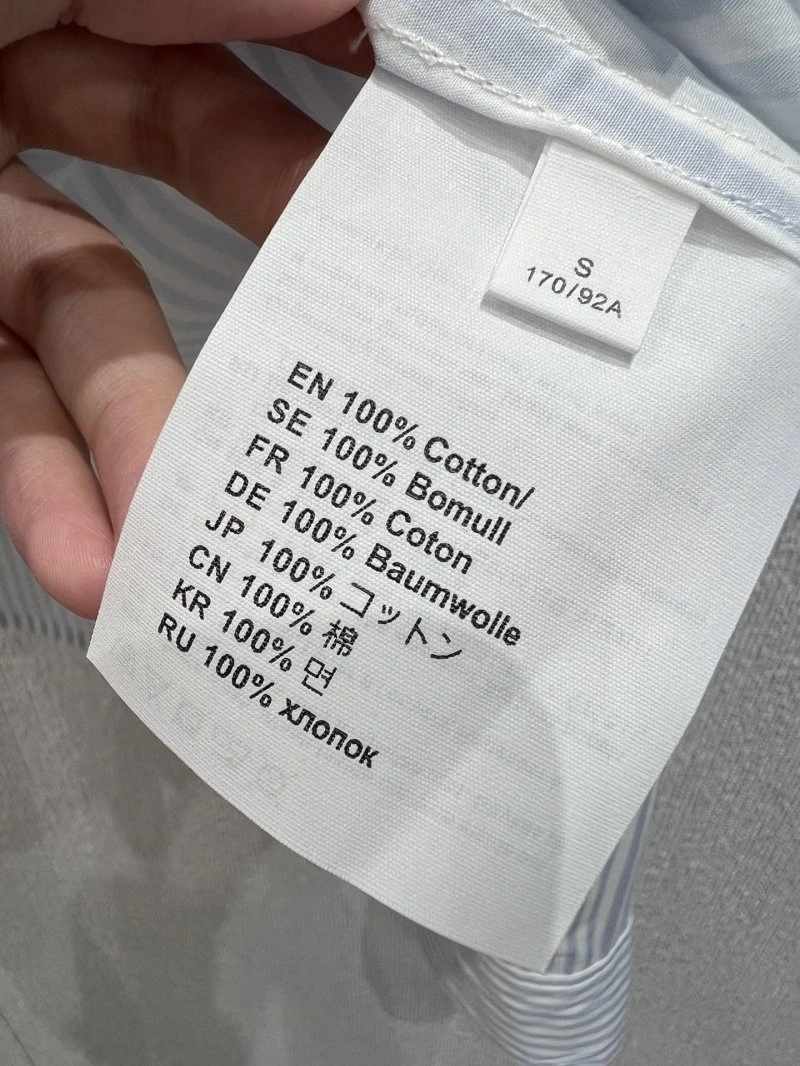 S
170/92A
EN 100% Cotton/
SE 100% Bomull
FR 100% Coton
DE 100% Baumwolle
JP 100% コットン
CN 100% 棉
KR 100% 면
RU 100% хлопок